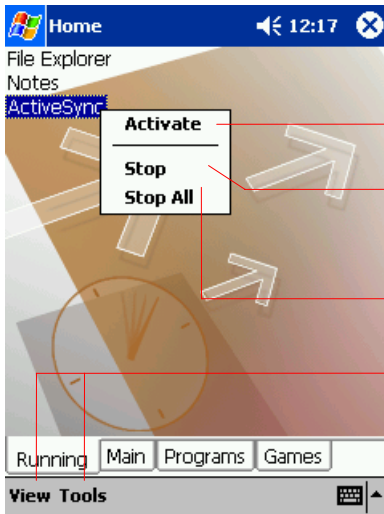 Home 12:17
File Explorer
Notes
ActiveSync
Activate
Stop
Stop All
Running Main Programs Games
View Tools